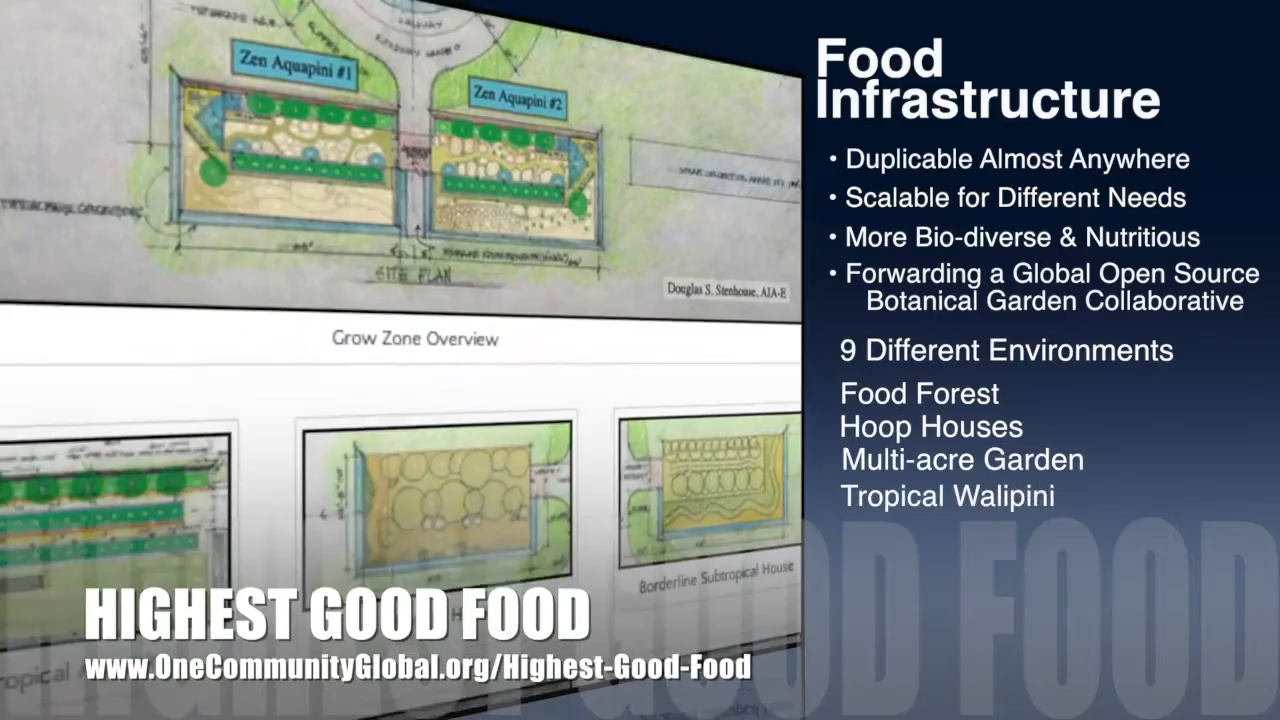 Zen Aquapini #1
Zen Aquapini #2
SITE PLAN
Douglas S. Stenhouse, AIA-E
Grow Zone Overview
Borderline Subtropical House
HIGHEST GOOD FOOD
www.OneCommunityGlobal.org/Highest-Good-Food
Food
Infrastructure
• Duplicable Almost Anywhere
• Scalable for Different Needs
• More Bio-diverse & Nutritious
• Forwarding a Global Open Source
Botanical Garden Collaborative
9 Different Environments
Food Forest
Hoop Houses
Multi-acre Garden
Tropical Walipini
GOOD FOOD